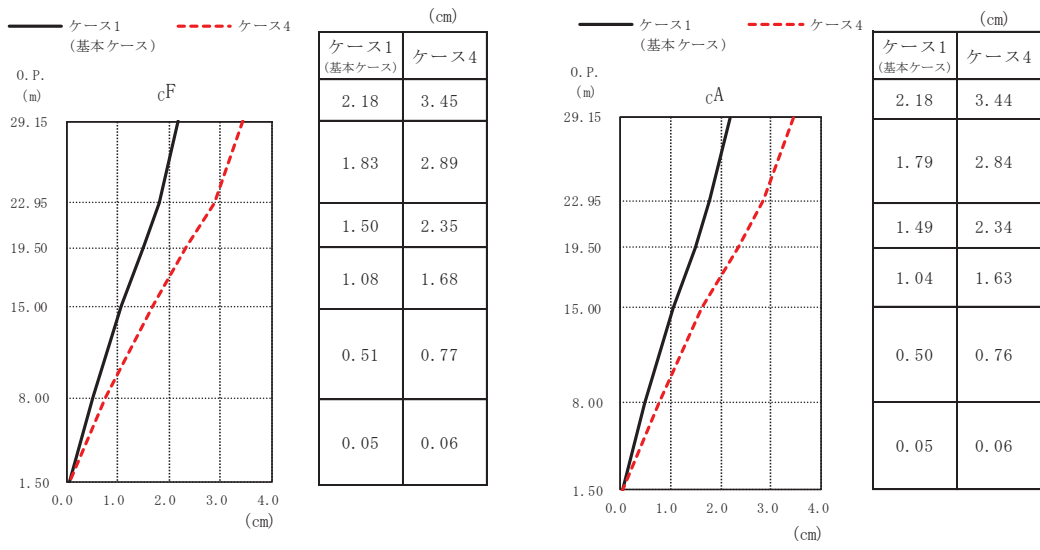 ケース1
(基本ケース)
ケース4
(cm)
O.P.
(m)
cF
29.15
22.95
19.50
15.00
8.00
1.50
0.0 1.0 2.0 3.0 4.0
(cm)
ケース1
(基本ケース)
ケース4
2.18 3.45
1.83 2.89
1.50 2.35
1.08 1.68
0.51 0.77
0.05 0.06
ケース1
(基本ケース)
ケース4
(cm)
O.P.
(m)
cA
29.15
22.95
19.50
15.00
8.00
1.50
0.0 1.0 2.0 3.0 4.0
(cm)
ケース1
(基本ケース)
ケース4
2.18 3.44
1.79 2.84
1.49 2.34
1.04 1.63
0.50 0.76
0.05 0.06